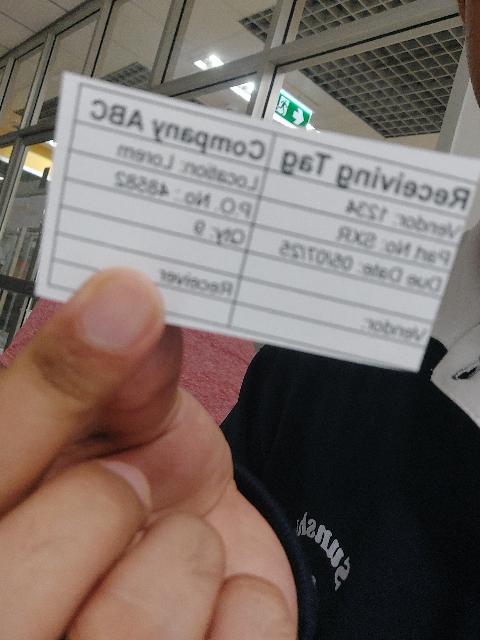 Receiving Tag Company ABC
Vendor: 1234 Location: Lorem
Part No: SXR P.O. No.: 48582
Due Date: 05/07/25 Qty: 9
Vendor: Receiver